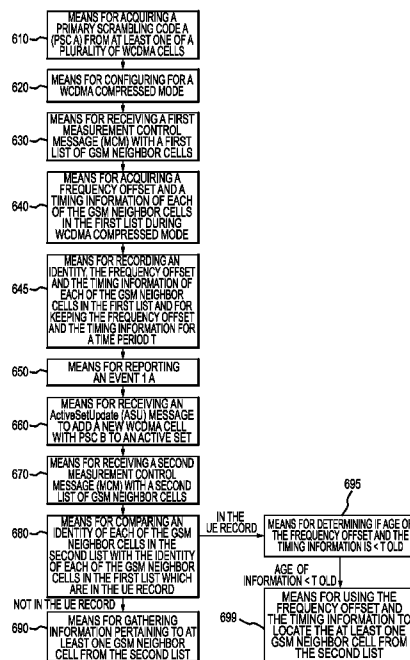 610
MEANS FOR ACQUIRING A
PRIMARY SCRAMBLING CODE A
(PSC A) FROM AT LEAST ONE OF A
PLURALITY OF WCDMA CELLS
620
MEANS FOR CONFIGURING FOR A
WCDMA COMPRESSED MODE
630
MEANS FOR RECEIVING A FIRST
MEASUREMENT CONTROL
MESSAGE (MCM) WITH A FIRST
LIST OF GSM NEIGHBOR CELLS
640
MEANS FOR ACQUIRING A
FREQUENCY OFFSET AND A
TIMING INFORMATION OF EACH
OF THE GSM NEIGHBOR CELLS
IN THE FIRST LIST DURING
WCDMA COMPRESSED MODE
645
MEANS FOR RECORDING AN
IDENTITY, THE FREQUENCY OFFSET
AND THE TIMING INFORMATION OF
EACH OF THE GSM NEIGHBOR
CELLS IN THE FIRST LIST AND FOR
KEEPING THE FREQUENCY OFFSET
AND THE TIMING INFORMATION FOR
A TIME PERIOD T
650
MEANS FOR REPORTING
AN EVENT 1 A
660
MEANS FOR RECEIVING AN
ActiveSetUpdate (ASU) MESSAGE
TO ADD A NEW WCDMA CELL
WITH PSC B TO AN ACTIVE SET
670
MEANS FOR RECEIVING A SECOND
MEASUREMENT CONTROL
MESSAGE (MCM) WITH A SECOND
LIST OF GSM NEIGHBOR CELLS
680
MEANS FOR COMPARING AN
IDENTITY OF EACH OF THE GSM
NEIGHBOR CELLS IN THE
SECOND LIST WITH THE IDENTITY
OF EACH OF THE GSM NEIGHBOR
CELLS IN THE FIRST LIST WHICH
ARE IN THE UE RECORD
IN THE
UE RECORD
695
MEANS FOR DETERMINING IF AGE OF
THE FREQUENCY OFFSET AND THE
TIMING INFORMATION IS < T OLD
AGE OF
INFORMATION < T OLD
699
MEANS FOR USING THE
FREQUENCY OFFSET AND
THE TIMING INFORMATION TO
LOCATE THE AT LEAST ONE
GSM NEIGHBOR CELL FROM
THE SECOND LIST
NOT IN THE UE RECORD
690
MEANS FOR GATHERING
INFORMATION PERTAINING TO AT
LEAST ONE GSM NEIGHBOR
CELL FROM THE SECOND LIST